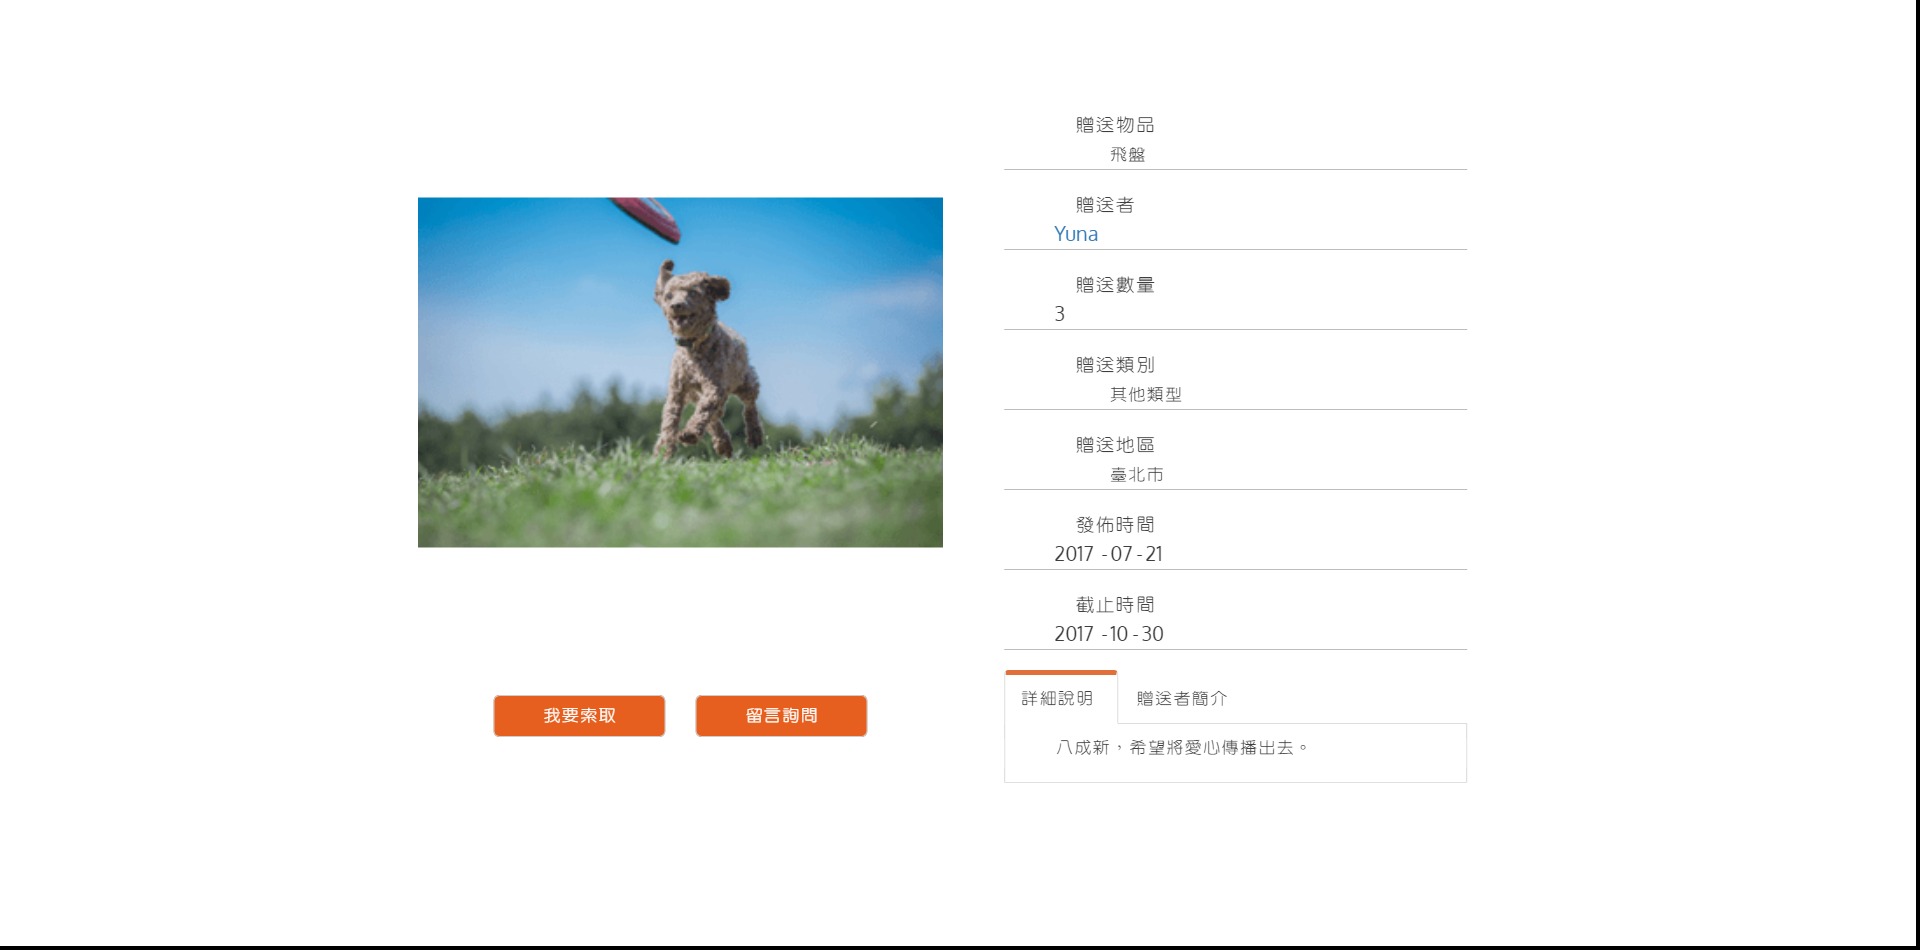 贈送物品
飛盤
贈送者
Yuna
贈送數量
3
贈送類別
其他類型
贈送地區
臺北市
發佈時間
2017 -07-21
截止時間
2017 -10-30
我要索取 留言詢問
詳細說明 贈送者簡介
八成新，希望將愛心傳播出去。